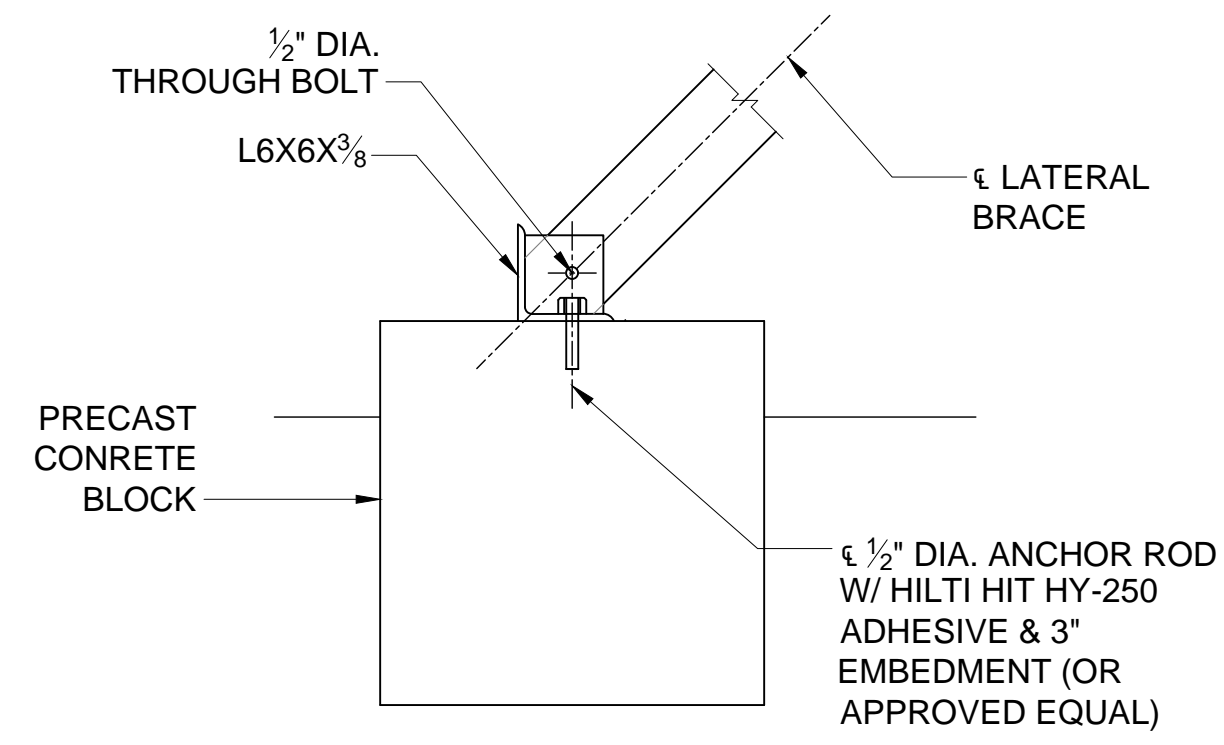 ½" DIA.
THROUGH BOLT
L6X6X⅜
℄ LATERAL
BRACE
PRECAST
CONRETE
BLOCK
℄ ½" DIA. ANCHOR ROD
W/ HILTI HIT HY-250
ADHESIVE & 3"
EMBEDMENT (OR
APPROVED EQUAL)